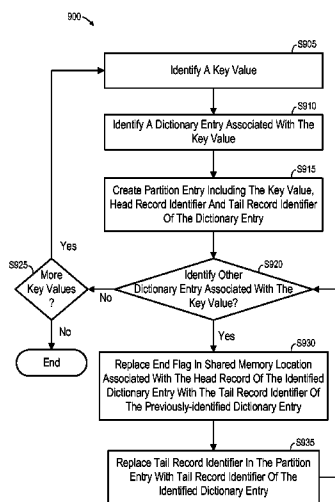 900
S905
Identify A Key Value
S910
Identify A Dictionary Entry Associated With The
Key Value
S915
Create Partition Entry Including The Key Value,
Head Record Identifier And Tail Record Identifier
Of The Dictionary Entry
S920
Identify Other
Dictionary Entry Associated With The
Key Value?
S925
More
Key Values
?
Yes
No
No
End
Yes
S930
Replace End Flag In Shared Memory Location
Associated With The Head Record Of The Identified
Dictionary Entry With The Tail Record Identifier Of
The Previously-identified Dictionary Entry
S935
Replace Tail Record Identifier In The Partition
Entry With Tail Record Identifier Of The
Identified Dictionary Entry